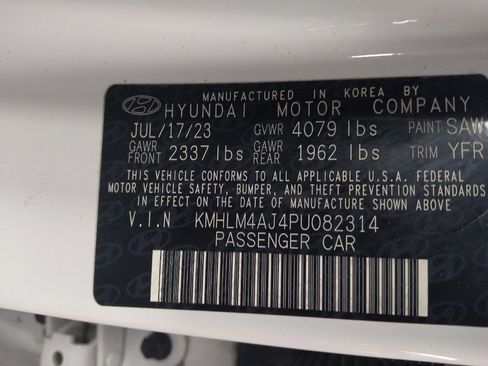 MANUFACTURED IN KOREA BY
HYUNDAI MOTOR COMPANY
JUL/17/23 GVWR 4079 lbs PAINT SAW
GAWR FRONT 2337 lbs GAWR REAR 1962 lbs TRIM YFR
THIS VEHICLE CONFORMS TO ALL APPLICABLE U.S.A. FEDERAL
MOTOR VEHICLE SAFETY, BUMPER, AND THEFT PREVENTION STANDARDS
IN EFFECT ON THE DATE OF MANUFACTURE SHOWN ABOVE.
V.I.N KMHLM4AJ4PU082314
PASSENGER CAR